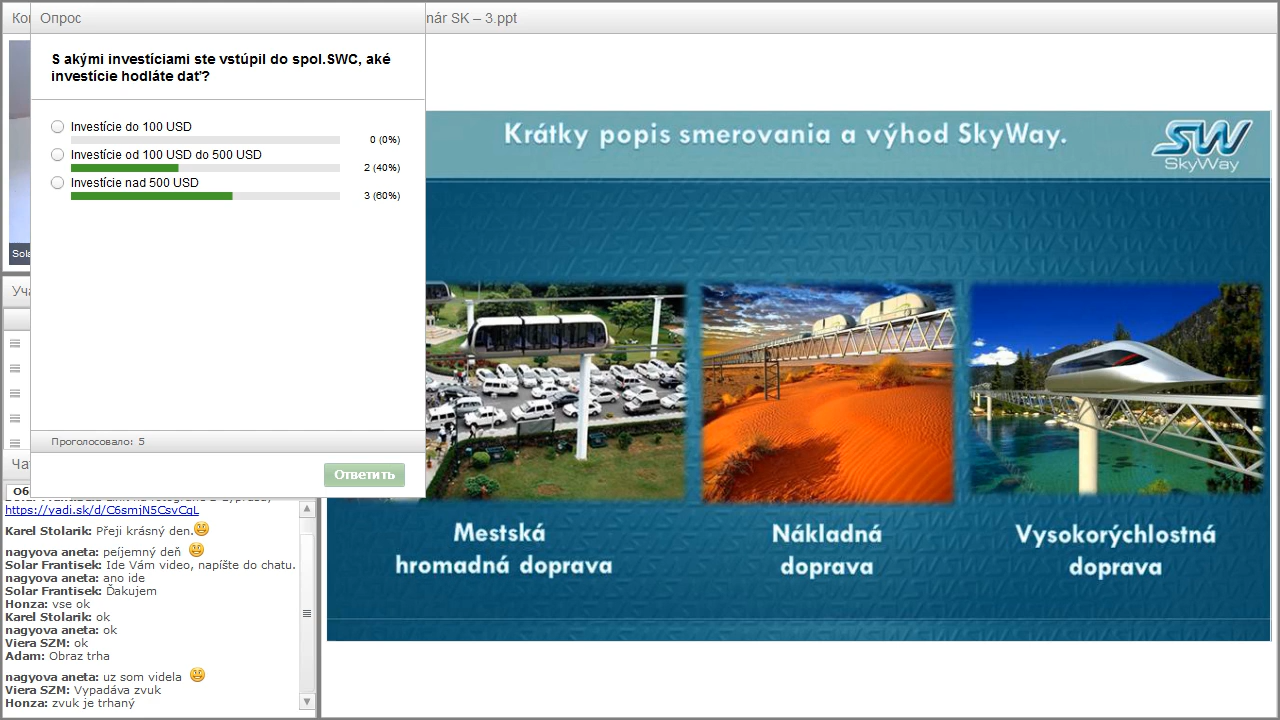 Опрос
nár SK – 3.ppt
S akými investíciami ste vstúpil do spol.SWC, aké
investície hodláte dať?
Investície do 100 USD
0 (0%)
Investície od 100 USD do 500 USD
2 (40%)
Investície nad 500 USD
3 (60%)
Проголосовало: 5
Ответить
Krátky popis smerovania a výhod SkyWay.
SW
SkyWay
Mestská
hromadná doprava
Nákladná
doprava
Vysokorýchlostná
doprava
https://yadi.sk/d/C6smjN5CsvCqL
Karel Stolarik: Přeji krásný den.
nagyova aneta: peíjemný deň
Solar Frantisek: Ide Vám video, napíšte do chatu.
nagyova aneta: ano ide
Solar Frantisek: Ďakujem
Honza: vse ok
Karel Stolarik: ok
nagyova aneta: ok
Viera SZM: ok
Adam: Obraz trha
nagyova aneta: uz som videla
Viera SZM: Vypadáva zvuk
Honza: zvuk je trhaný